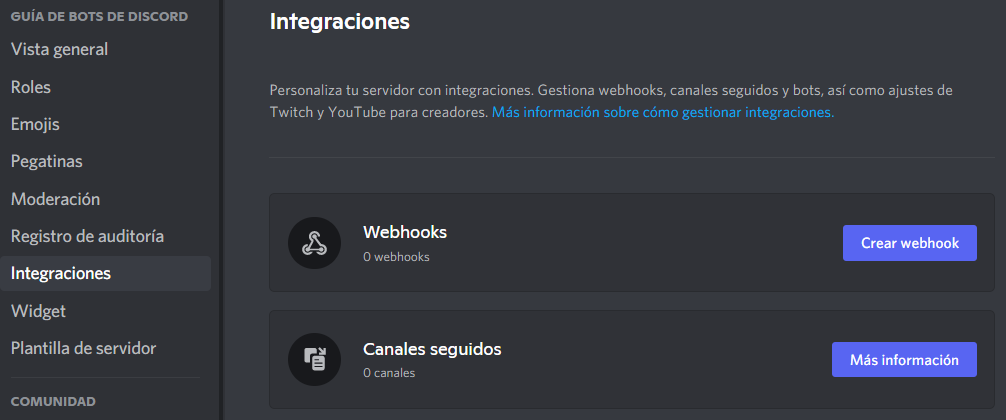 GUÍA DE BOTS DE DISCORD
Vista general
Roles
Emojis
Pegatinas
Moderación
Registro de auditoría
Integraciones
Widget
Plantilla de servidor
COMUNIDAD
Integraciones
Personaliza tu servidor con integraciones. Gestiona webhooks, canales seguidos y bots, así como ajustes de
Twitch y YouTube para creadores. Más información sobre cómo gestionar integraciones.
Webhooks
0 webhooks
Crear webhook
Canales seguidos
0 canales
Más información